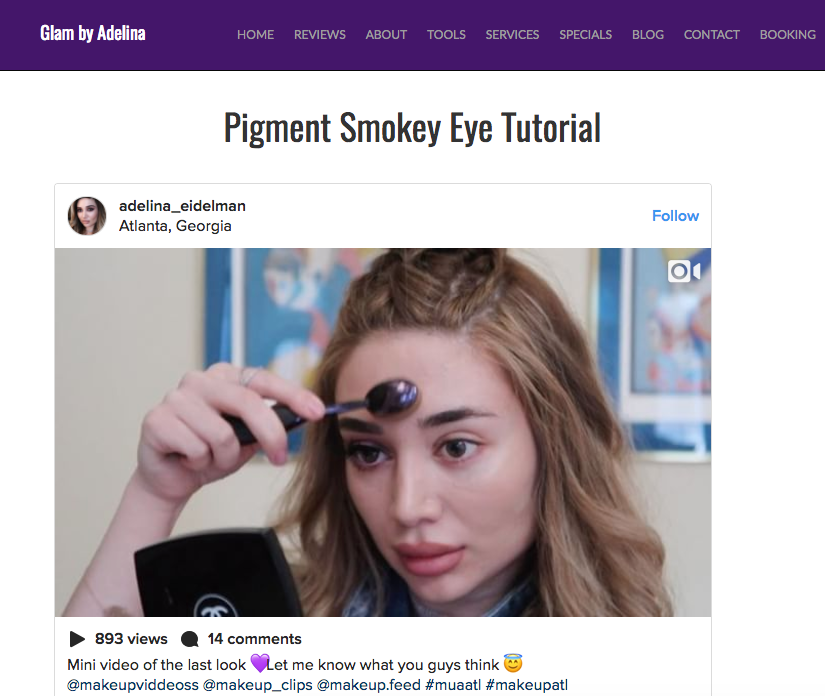 Glam by Adelina
HOME REVIEWS ABOUT TOOLS SERVICES SPECIALS BLOG CONTACT BOOKING
Pigment Smokey Eye Tutorial
adelina_eidelman
Atlanta, Georgia
Follow
893 views 14 comments
Mini video of the last look 💜Let me know what you guys think 😇
@makeupviddeoss @makeup_clips @makeup.feed #muaatl #makeupatl